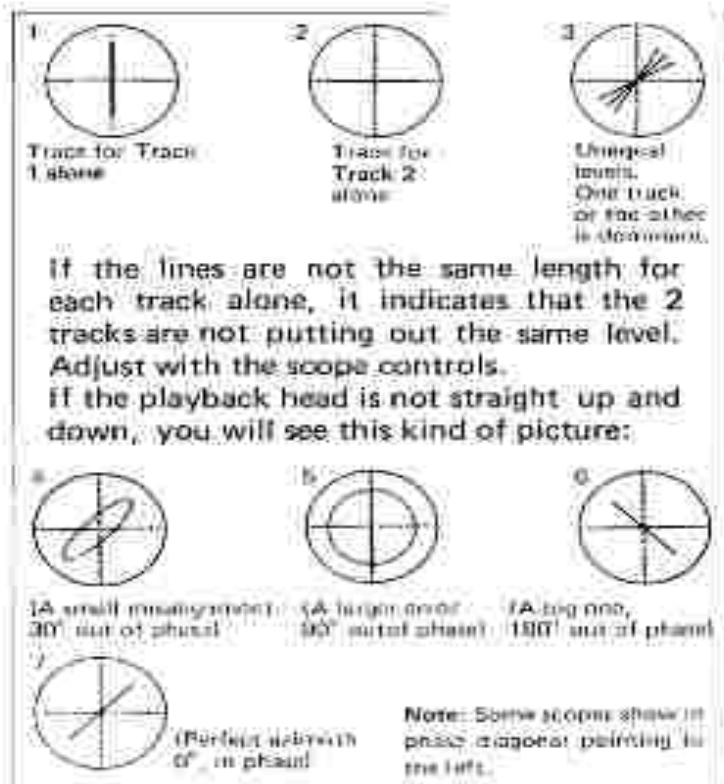 1
2
3
Trace for Track
1 alone
Trace for
Track 2
alone
Unequal
levels.
One track
or the other
is dominant.
If the lines are not the same length for
each track alone, it indicates that the 2
tracks are not putting out the same level.
Adjust with the scope controls.
If the playback head is not straight up and
down, you will see this kind of picture:
4
5
6
(A small misalignment,
30° out of phase)
(A larger error
90° out of phase)
(A big one,
180° out of phase)
7
(Perfect azimuth
0°, in phase)
Note: Some scopes show in
phase diagonal pointing to
the left.